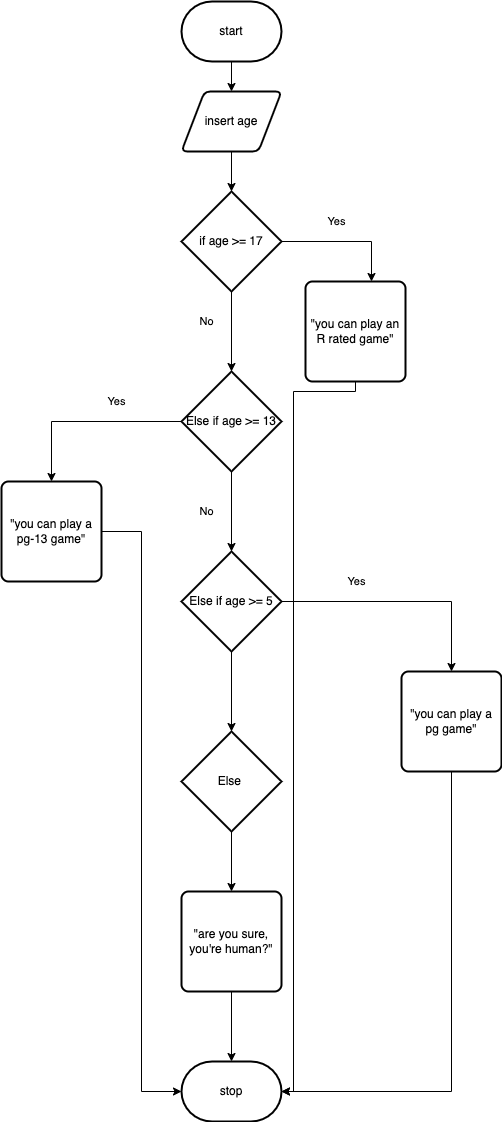 start
insert age
if age >= 17
Yes
"you can play an
R rated game"
No
Else if age >= 13
Yes
"you can play a
pg-13 game"
No
Else if age >= 5
Yes
"you can play a
pg game"
Else
"are you sure,
you're human?"
stop